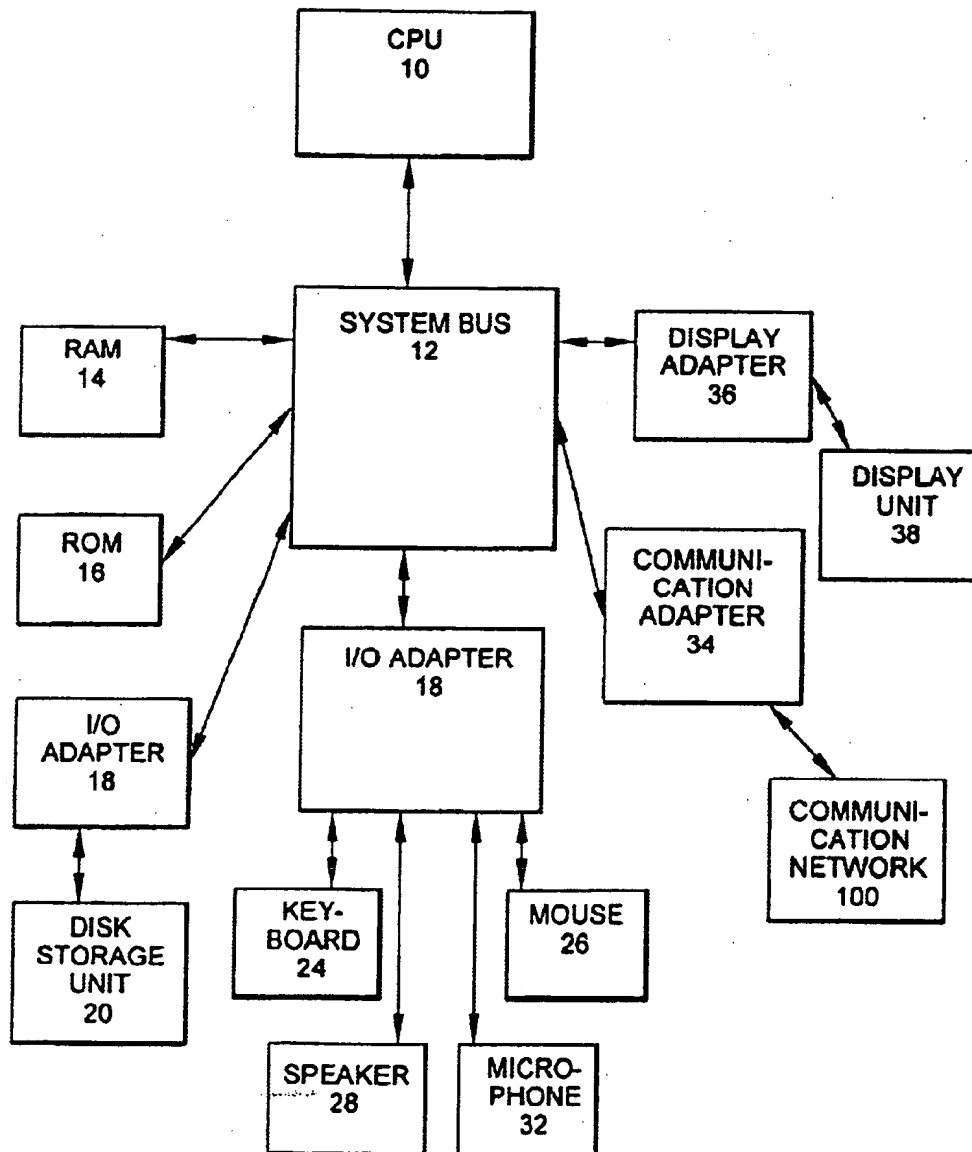 CPU
10
SYSTEM BUS
12
RAM
14
DISPLAY
ADAPTER
36
DISPLAY
UNIT
38
ROM
16
COMMUNI-
CATION
ADAPTER
34
I/O ADAPTER
18
I/O
ADAPTER
18
COMMUNI-
CATION
NETWORK
100
DISK
STORAGE
UNIT
20
KEY-
BOARD
24
MOUSE
26
SPEAKER
28
MICRO-
PHONE
32